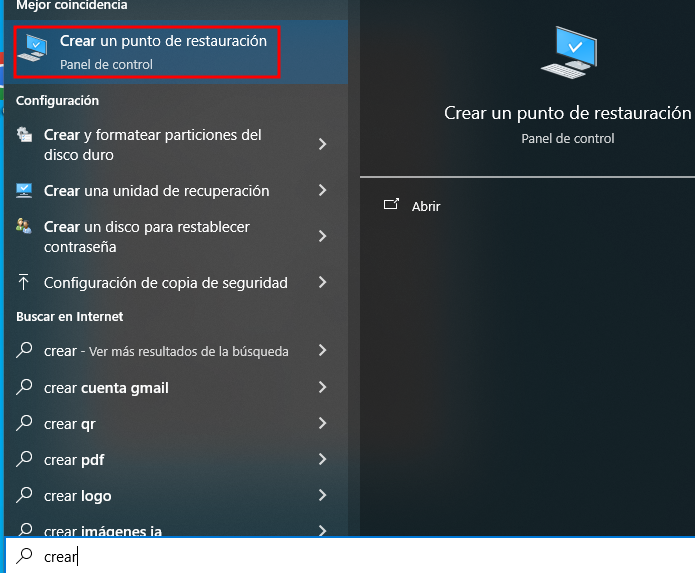 Mejor coincidencia
Crear un punto de restauración
Panel de control
Configuración
Crear y formatear particiones del
disco duro
Crear una unidad de recuperación
Crear un disco para restablecer
contraseña
Configuración de copia de seguridad
Buscar en Internet
crear - Ver más resultados de la búsqueda
crear cuenta gmail
crear qr
crear pdf
crear logo
crear imágenes ia
crear
Crear un punto de restauración
Panel de control
Abrir